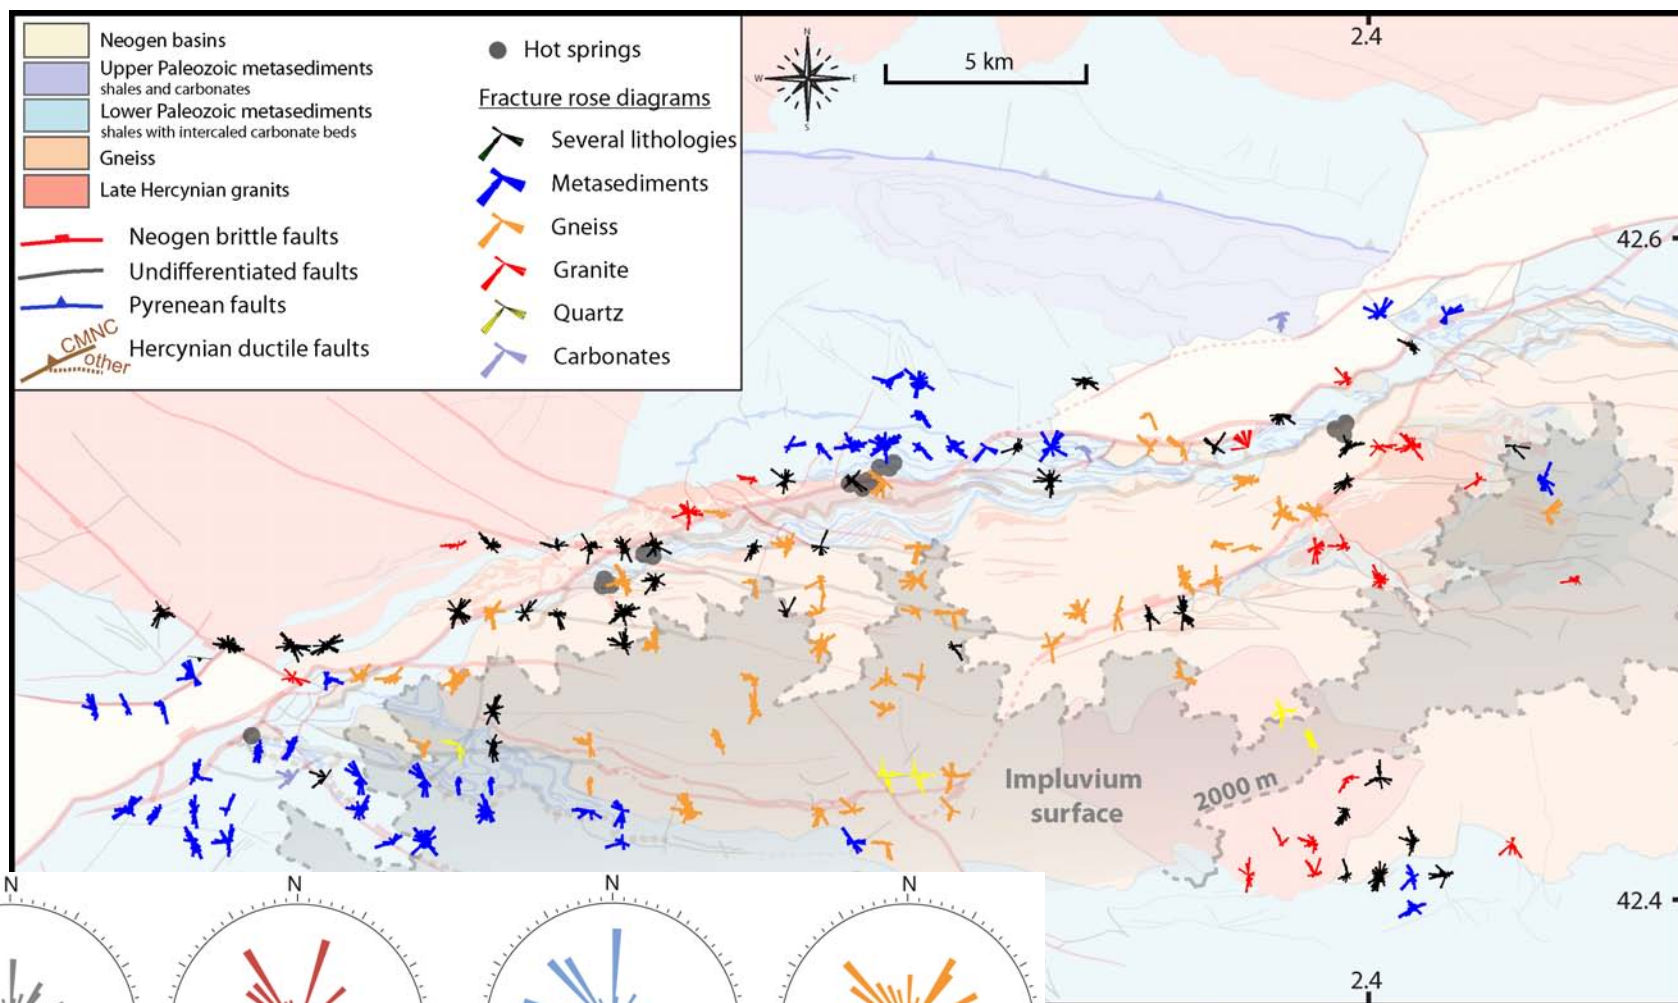 Neogen basins
Upper Paleozoic metasediments
shales and carbonates
Lower Paleozoic metasediments
shales with intercaled carbonate beds
Gneiss
Late Hercynian granits
Neogen brittle faults
Undifferentiated faults
Pyrenean faults
CMNC
other
Hercynian ductile faults
Hot springs
Fracture rose diagrams
Several lithologies
Metasediments
Gneiss
Granite
Quartz
Carbonates
N
W E
S
5 km
2.4
42.6
Impluvium
surface
2000 m
42.4
2.4
N
N
N
N